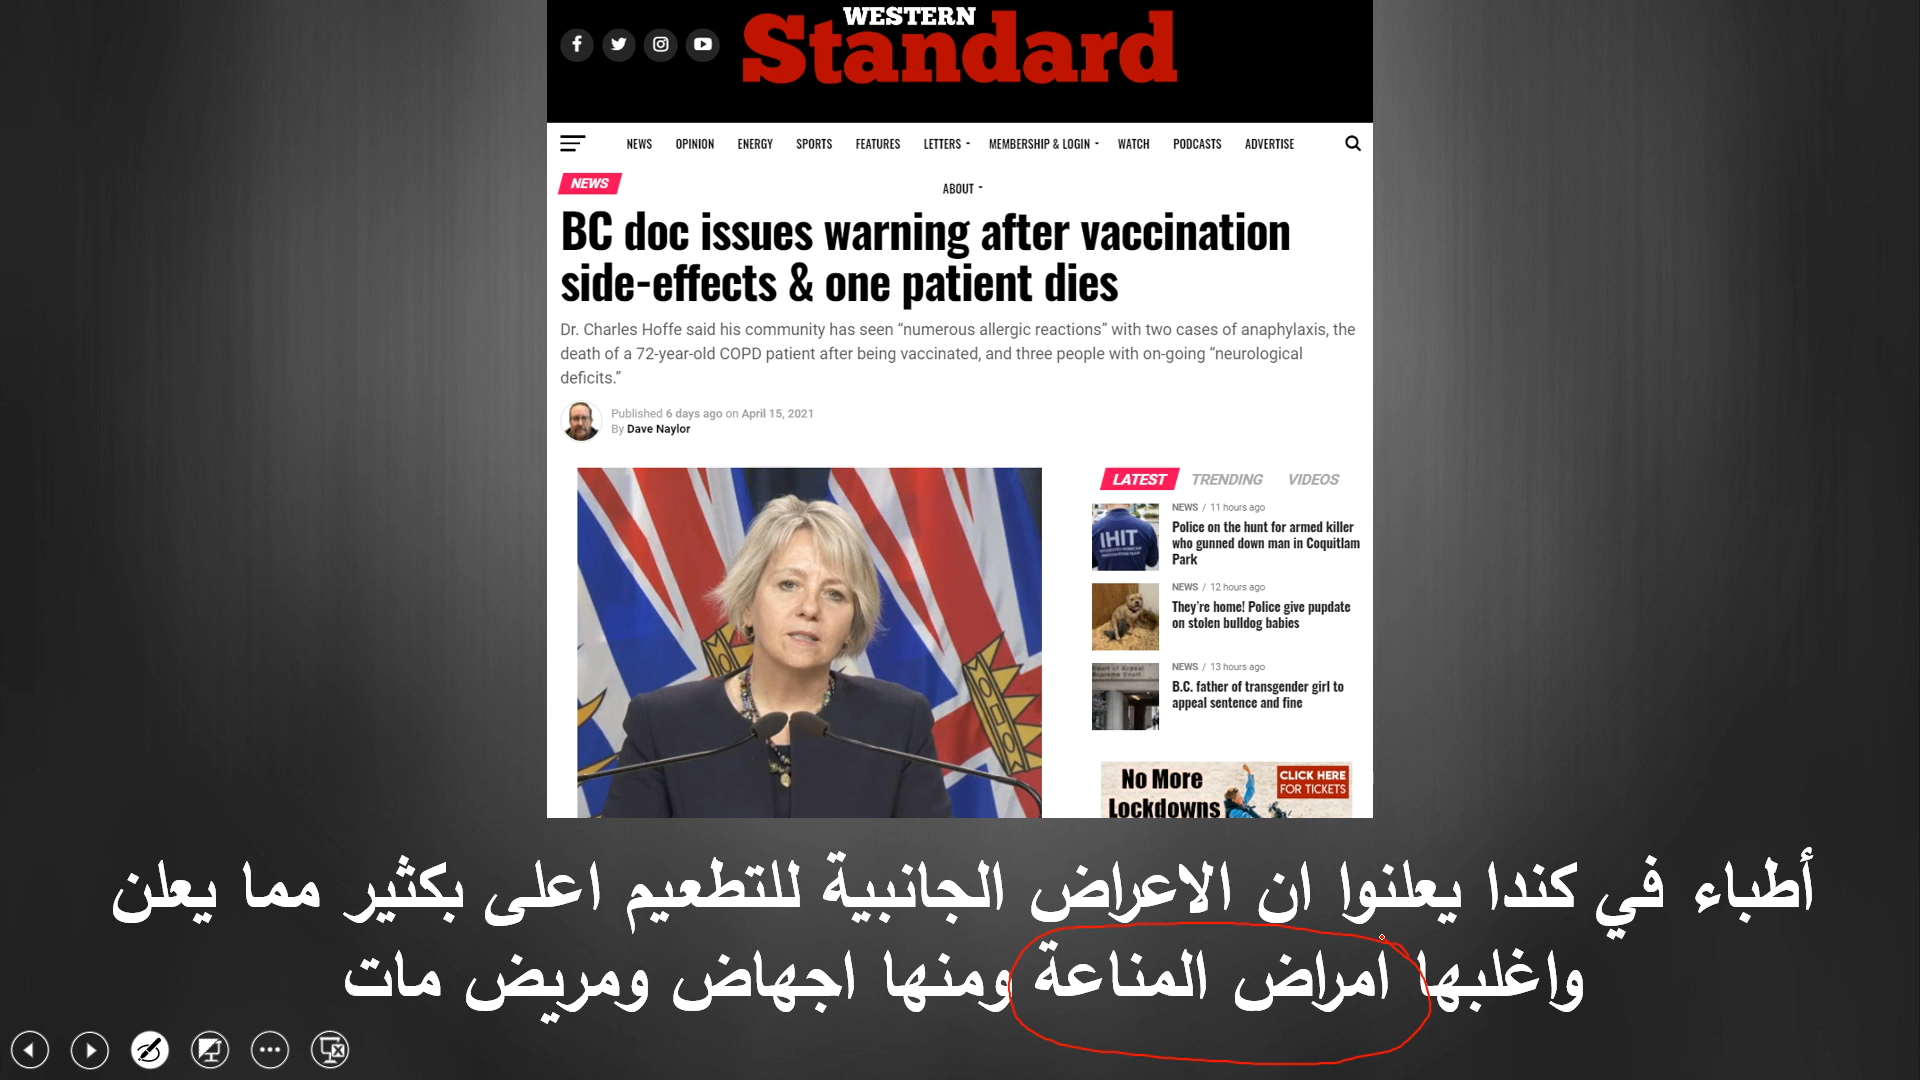 WESTERN
Standard
NEWS OPINION ENERGY SPORTS FEATURES LETTERS MEMBERSHIP & LOGIN WATCH PODCASTS ADVERTISE
ABOUT
NEWS
BC doc issues warning after vaccination
side-effects & one patient dies
Dr. Charles Hoffe said his community has seen “numerous allergic reactions” with two cases of anaphylaxis, the
death of a 72-year-old COPD patient after being vaccinated, and three people with on-going “neurological
deficits.”
Published 6 days ago on April 15, 2021
By Dave Naylor
LATEST TRENDING VIDEOS
NEWS / 11 hours ago
Police on the hunt for armed killer
who gunned down man in Coquitlam
Park
IHIT
NEWS / 12 hours ago
They’re home! Police give pupdate
on stolen bulldog babies
NEWS / 13 hours ago
B.C. father of transgender girl to
appeal sentence and fine
Court of Appeal
Supreme Court
No More
Lockdowns
CLICK HERE
FOR TICKETS
أطباء في كندا يعلنوا ان الاعراض الجانبية للتطعيم اعلى بكثير مما يعلن
واغلبها امراض المناعة ومنها اجهاض ومريض مات